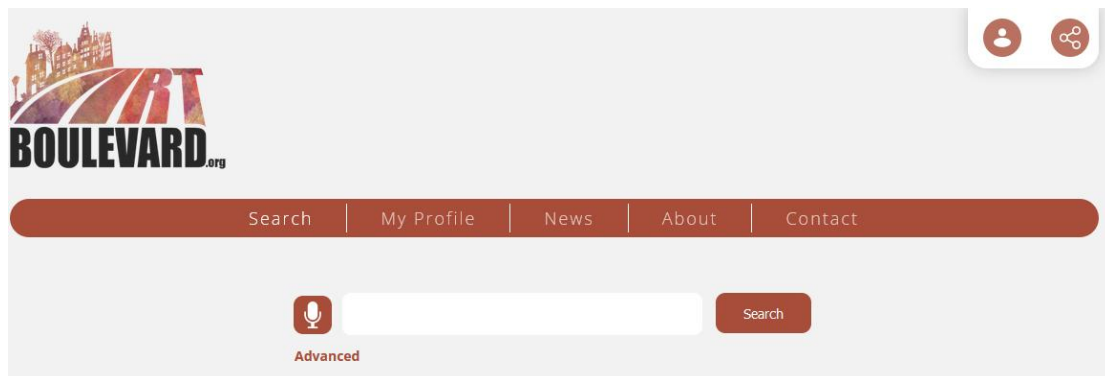 ART
BOULEVARD.org
Search
My Profile
News
About
Contact
Search
Advanced